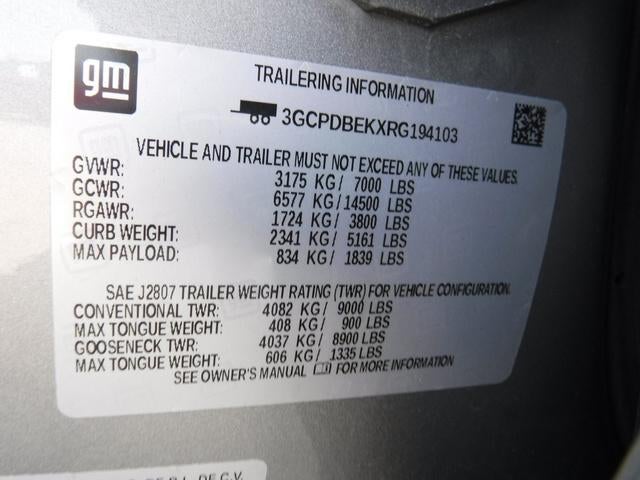 gm
TRAILERING INFORMATION
3GCPDBEKXRG194103
VEHICLE AND TRAILER MUST NOT EXCEED ANY OF THESE VALUES.
GVWR: 3175 KG / 7000 LBS
GCWR: 6577 KG / 14500 LBS
RGAWR: 1724 KG / 3800 LBS
CURB WEIGHT: 2341 KG / 5161 LBS
MAX PAYLOAD: 834 KG / 1839 LBS
SAE J2807 TRAILER WEIGHT RATING (TWR) FOR VEHICLE CONFIGURATION.
CONVENTIONAL TWR: 4082 KG / 9000 LBS
MAX TONGUE WEIGHT: 408 KG / 900 LBS
GOOSENECK TWR: 4037 KG / 8900 LBS
MAX TONGUE WEIGHT: 606 KG / 1335 LBS
SEE OWNER'S MANUAL FOR MORE INFORMATION
DE C.V.